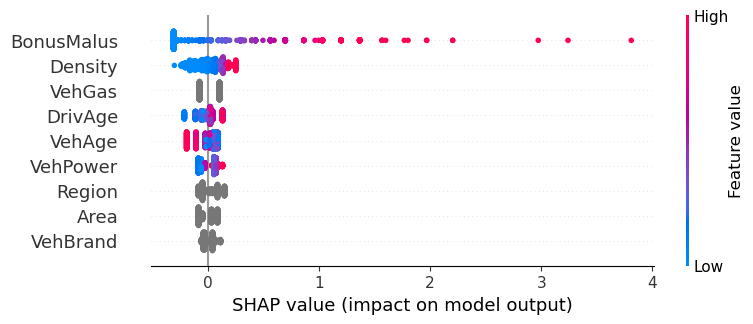 High
BonusMalus
Density
VehGas
DrivAge
VehAge
VehPower
Region
Area
VehBrand
Feature value
Low
0 1 2 3 4
SHAP value (impact on model output)